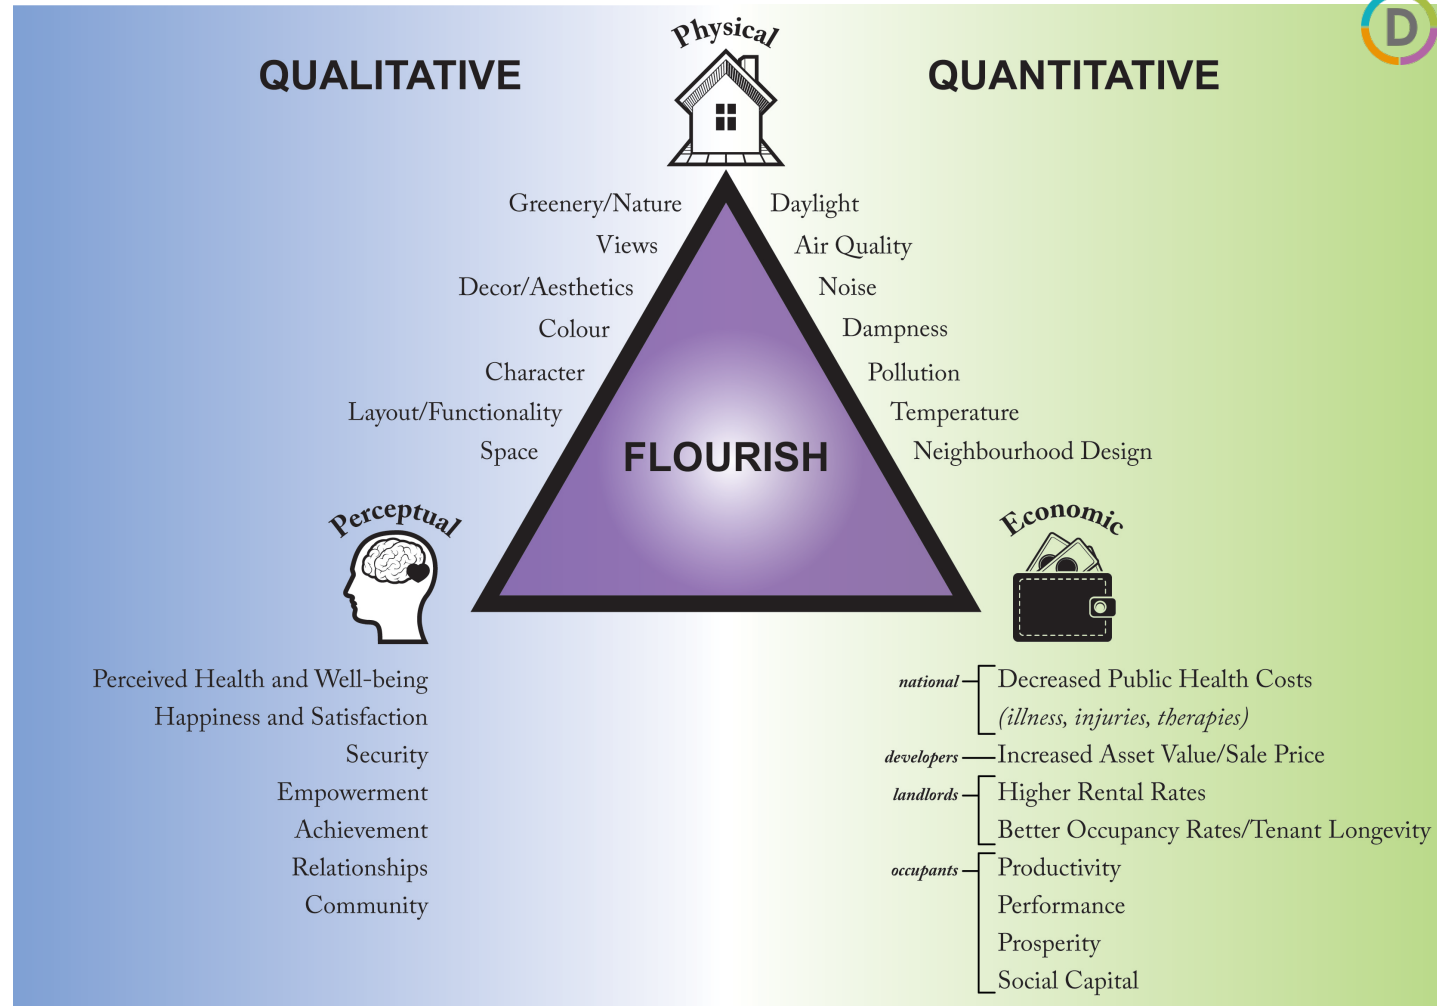 D
Physical
QUALITATIVE
QUANTITATIVE
Greenery/Nature
Views
Decor/Aesthetics
Colour
Character
Layout/Functionality
Space
Daylight
Air Quality
Noise
Dampness
Pollution
Temperature
Neighbourhood Design
FLOURISH
Perceptual
Perceived Health and Well-being
Happiness and Satisfaction
Security
Empowerment
Achievement
Relationships
Community
Economic
national
Decreased Public Health Costs
(illness, injuries, therapies)
developers
Increased Asset Value/Sale Price
landlords
Higher Rental Rates
Better Occupancy Rates/Tenant Longevity
occupants
Productivity
Performance
Prosperity
Social Capital